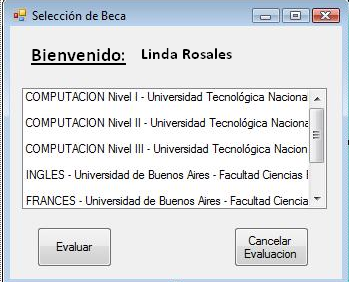 Selección de Beca
Bienvenido: Linda Rosales
COMPUTACION Nivel I - Universidad Tecnológica Naciona
COMPUTACION Nivel II - Universidad Tecnológica Naciona
COMPUTACION Nivel III - Universidad Tecnológica Nacion
INGLES - Universidad de Buenos Aires - Facultad Ciencias
FRANCES - Universidad de Buenos Aires - Facultad Ciencia
Evaluar
Cancelar
Evaluacion